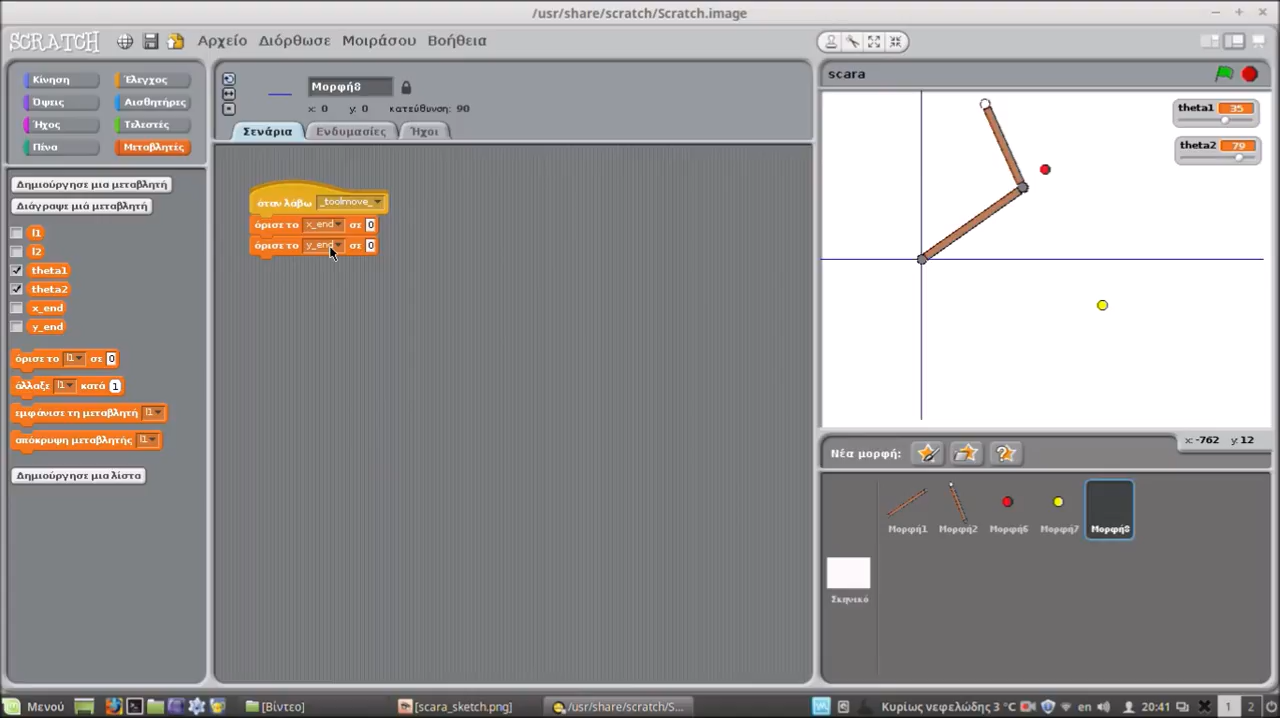 /usr/share/scratch/Scratch.image
SCRATCH Αρχείο Διόρθωσε Μοιράσου Βοήθεια
Κίνηση Έλεγχος
Όψεις Αισθητήρες
Ήχος Τελεστές
Πένα Μεταβλητές
Δημιούργησε μια μεταβλητή
Διάγραψε μιά μεταβλητή
l1
l2
theta1
theta2
x_end
y_end
όρισε το l1 σε 0
άλλαξε l1 κατά 1
εμφάνισε τη μεταβλητή l1
απόκρυψη μεταβλητής l1
Δημιούργησε μια λίστα
Μορφή8
x: 0 y: 0 κατεύθυνση: 90
Σενάρια Ενδυμασίες Ήχοι
όταν λάβω _toolmove_
όρισε το x_end σε 0
όρισε το y_end σε 0
scara
theta1 35
theta2 79
x: -762 y: 12
Νέα μορφή:
Μορφή1 Μορφή2 Μορφή6 Μορφή7 Μορφή8
Σκηνικό
Μενού [Βίντεο] [scara_sketch.png] /usr/share/scratch/S... Κυρίως νεφελώδης 3 °C en 20:41 1 2